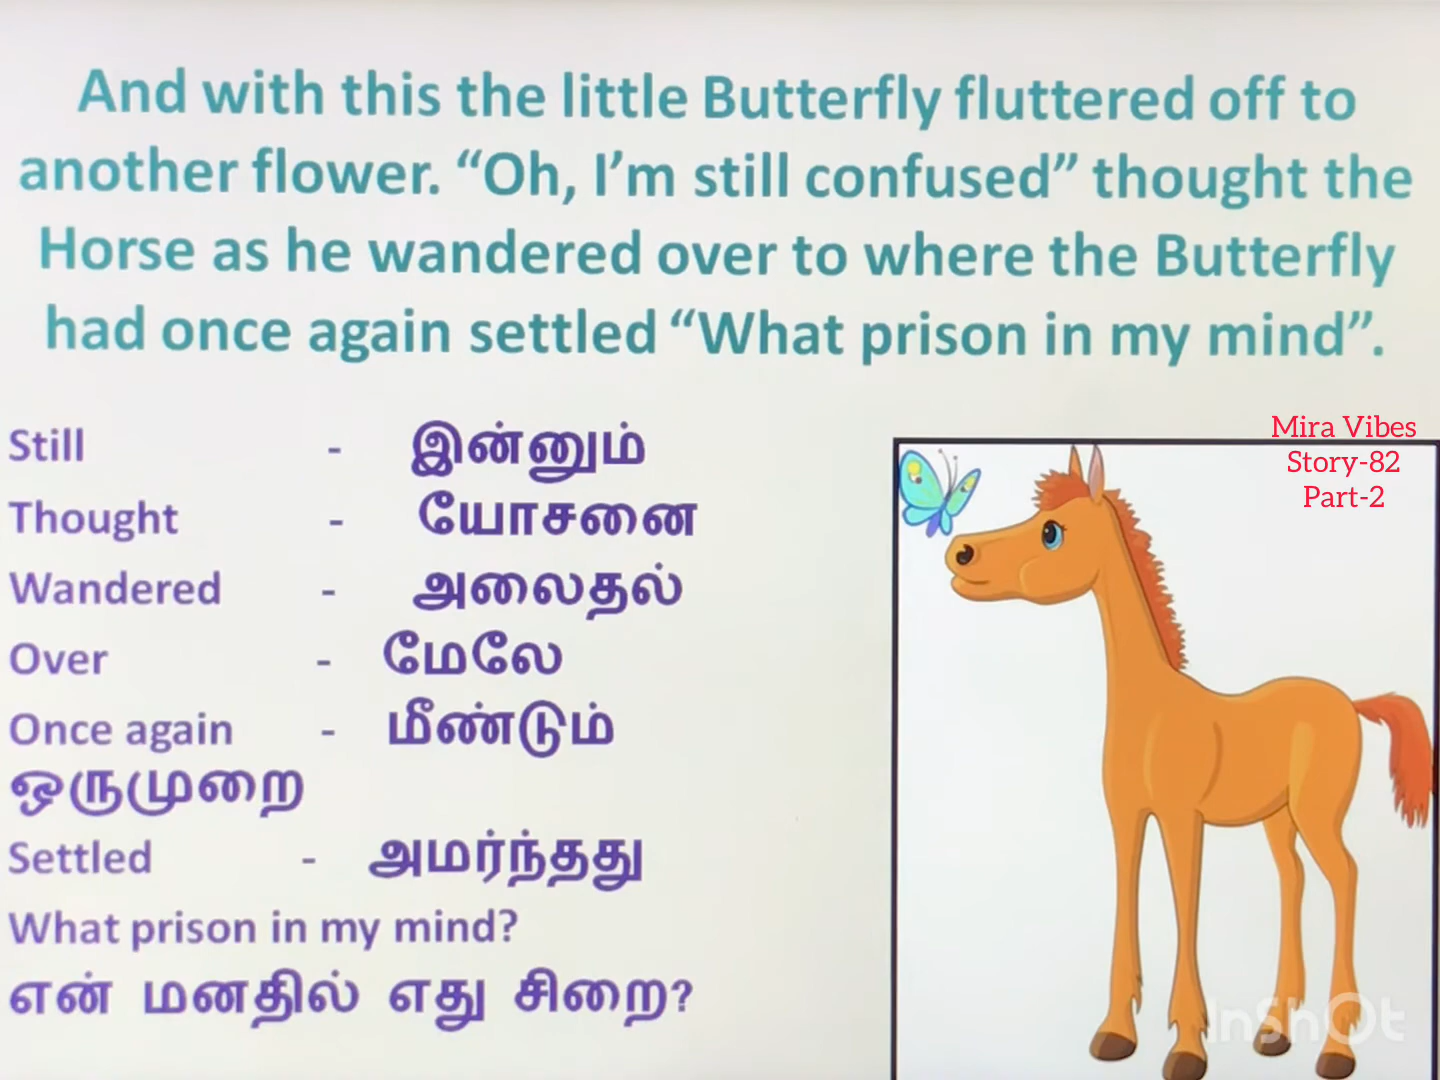 And with this the little Butterfly fluttered off to
another flower. “Oh, I’m still confused” thought the
Horse as he wandered over to where the Butterfly
had once again settled “What prison in my mind”.
Still - இன்னும்
Thought - யோசனை
Wandered - அலைதல்
Over - மேலே
Once again - மீண்டும்
ஒருமுறை
Settled - அமர்ந்தது
What prison in my mind?
என் மனதில் எது சிறை?
Mira Vibes
Story-82
Part-2
InShOt